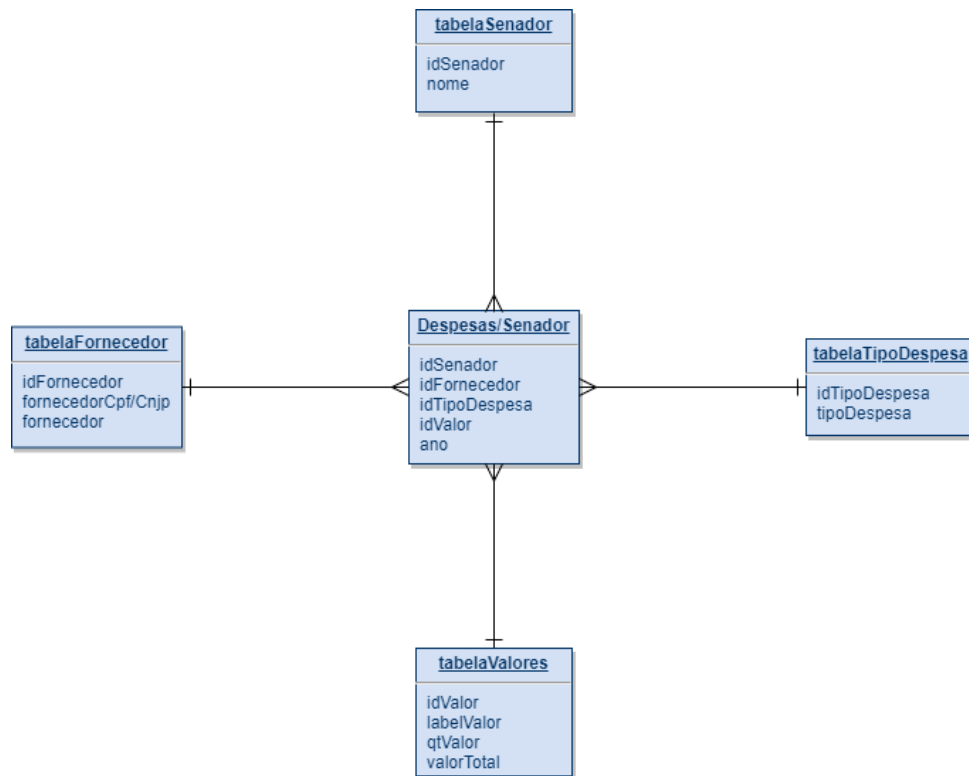 tabelaSenador
idSenador
nome
tabelaFornecedor
idFornecedor
fornecedorCpf/Cnjp
fornecedor
Despesas/Senador
idSenador
idFornecedor
idTipoDespesa
idValor
ano
tabelaTipoDespesa
idTipoDespesa
tipoDespesa
tabelaValores
idValor
labelValor
qtValor
valorTotal